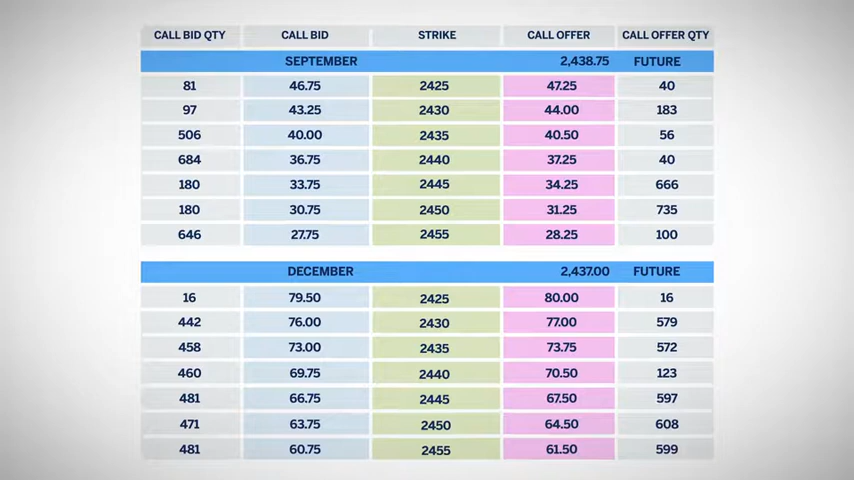 CALL BID QTY CALL BID STRIKE CALL OFFER CALL OFFER QTY
SEPTEMBER 2,438.75 FUTURE
81 46.75 2425 47.25 40
97 43.25 2430 44.00 183
506 40.00 2435 40.50 56
684 36.75 2440 37.25 40
180 33.75 2445 34.25 666
180 30.75 2450 31.25 735
646 27.75 2455 28.25 100
DECEMBER 2,437.00 FUTURE
16 79.50 2425 80.00 16
442 76.00 2430 77.00 579
458 73.00 2435 73.75 572
460 69.75 2440 70.50 123
481 66.75 2445 67.50 597
471 63.75 2450 64.50 608
481 60.75 2455 61.50 599